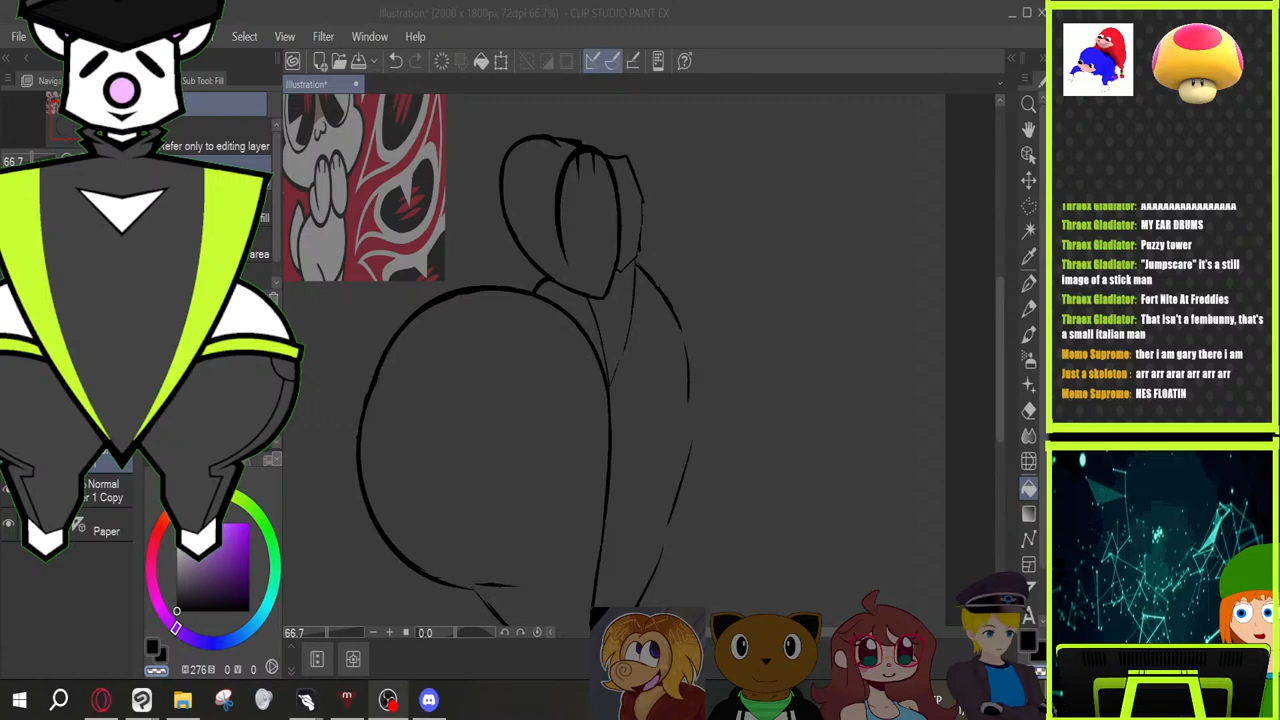 Illustration* (2000 x 1800px 72dpi 66.7%) - CLIP STUDIO PAINT EX
File
Select
View
Filter
Window
Help
Sub Tool: Fill
Illustration*
Refer only to editing layer
66.7
fill
area
Normal
1 Copy
Paper
276 S 0 V 0
66.7
0.0
Thraex Gladiator: AAAAAAAAAAAAAAAAA
Thraex Gladiator: MY EAR DRUMS
Thraex Gladiator: Puzzy tower
Thraex Gladiator: "Jumpscare" it's a still
image of a stick man
Thraex Gladiator: Fort Nite At Freddies
Thraex Gladiator: That isn't a fembunny, that's
a small italian man
Momo Supreme: ther i am gary there i am
Just a skeleton : arr arr arar arr arr arr
Momo Supreme: HES FLOATIN